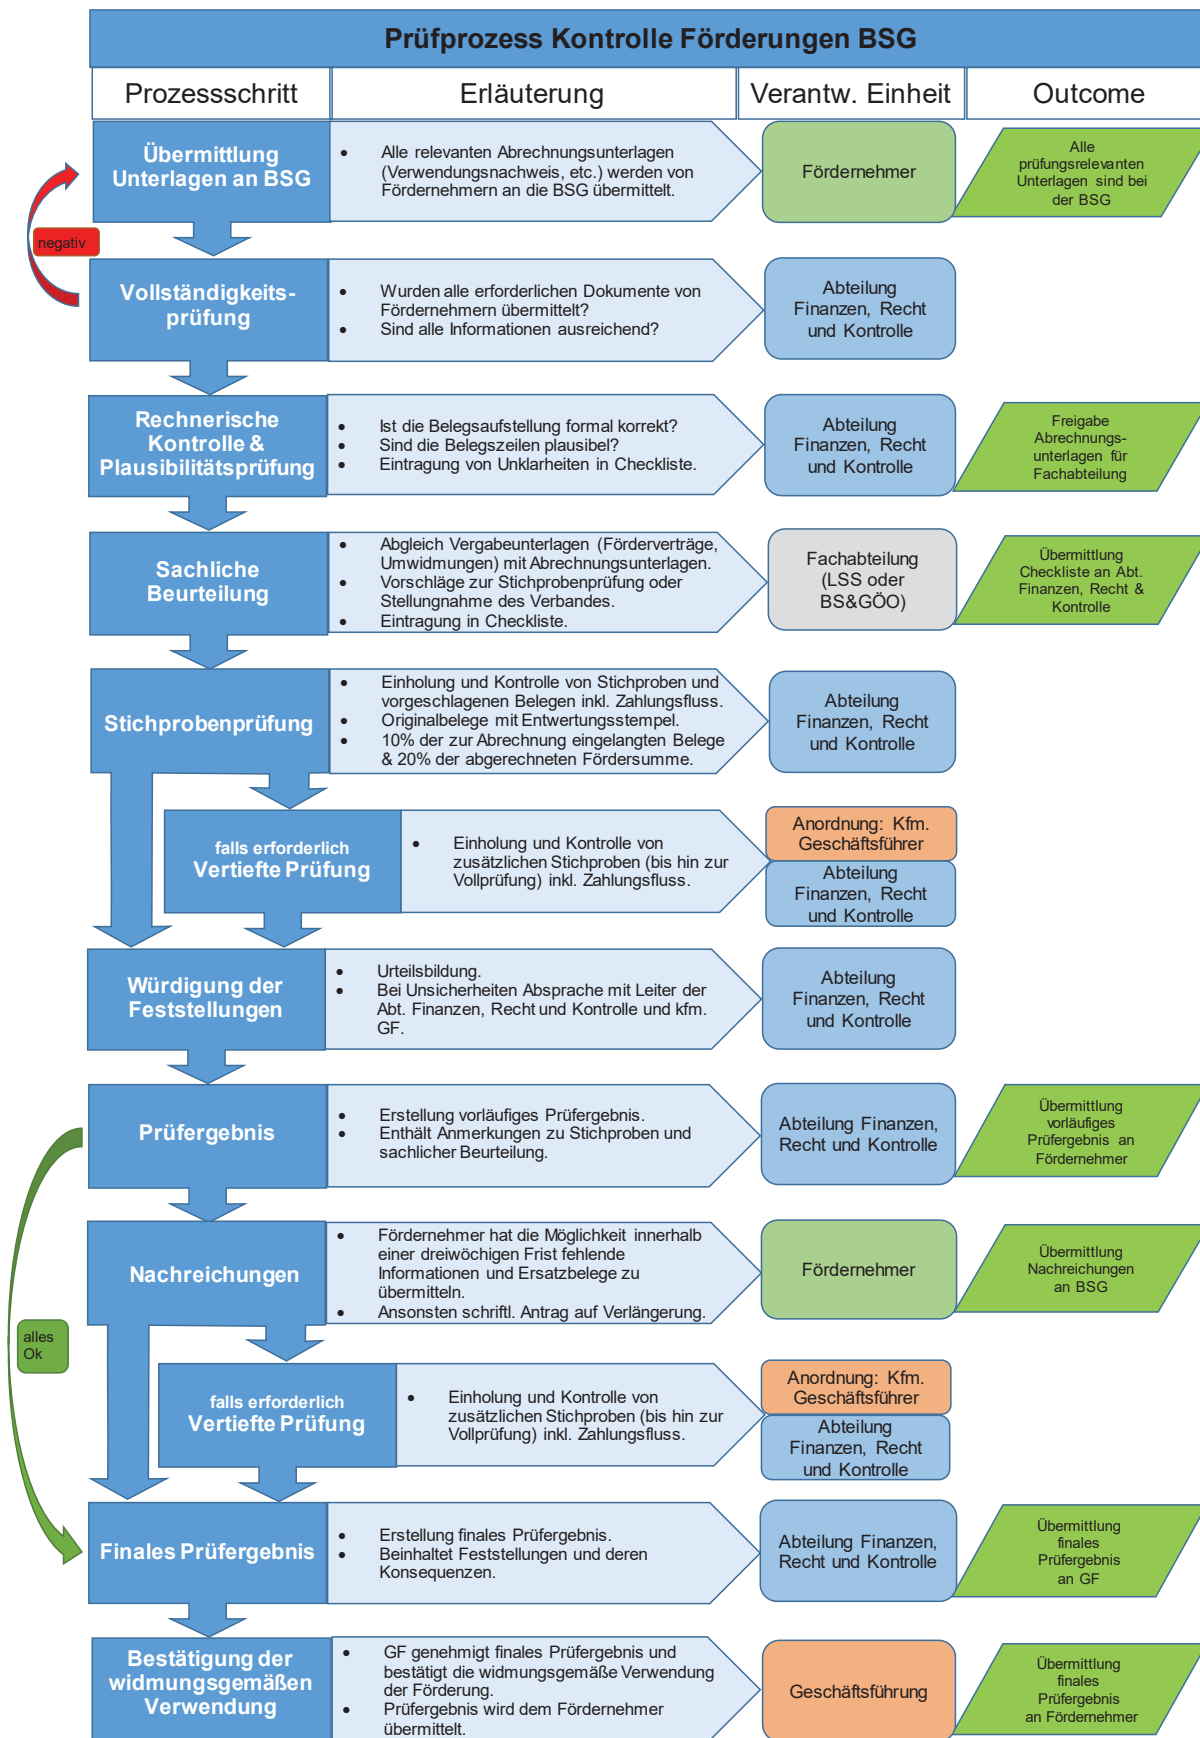 Prüfprozess Kontrolle Förderungen BSG
Prozessschritt
Erläuterung
Verantw. Einheit
Outcome
Übermittlung
Unterlagen an BSG
• Alle relevanten Abrechnungsunterlagen
(Verwendungsnachweis, etc.) werden von
Fördernehmern an die BSG übermittelt.
Fördernehmer
Alle
prüfungsrelevanten
Unterlagen sind bei
der BSG
negativ
Vollständigkeits-
prüfung
• Wurden alle erforderlichen Dokumente von
Fördernehmern übermittelt?
• Sind alle Informationen ausreichend?
Abteilung
Finanzen, Recht
und Kontrolle
Rechnerische
Kontrolle &
Plausibilitätsprüfung
• Ist die Belegsaufstellung formal korrekt?
• Sind die Belegszeilen plausibel?
• Eintragung von Unklarheiten in Checkliste.
Abteilung
Finanzen, Recht
und Kontrolle
Freigabe
Abrechnungs-
unterlagen für
Fachabteilung
Sachliche
Beurteilung
• Abgleich Vergabeunterlagen (Förderverträge,
Umwidmungen) mit Abrechnungsunterlagen.
• Vorschläge zur Stichprobenprüfung oder
Stellungnahme des Verbandes.
• Eintragung in Checkliste.
Fachabteilung
(LSS oder
BS&GÖO)
Übermittlung
Checkliste an Abt.
Finanzen, Recht &
Kontrolle
Stichprobenprüfung
• Einholung und Kontrolle von Stichproben und
vorgeschlagenen Belegen inkl. Zahlungsfluss.
• Originalbelege mit Entwertungsstempel.
• 10% der zur Abrechnung eingelangten Belege
& 20% der abgerechneten Fördersumme.
Abteilung
Finanzen, Recht
und Kontrolle
falls erforderlich
Vertiefte Prüfung
• Einholung und Kontrolle von
zusätzlichen Stichproben (bis hin zur
Vollprüfung) inkl. Zahlungsfluss.
Anordnung: Kfm.
Geschäftsführer
Abteilung
Finanzen, Recht
und Kontrolle
Würdigung der
Feststellungen
• Urteilsbildung.
• Bei Unsicherheiten Absprache mit Leiter der
Abt. Finanzen, Recht und Kontrolle und kfm.
GF.
Abteilung
Finanzen, Recht
und Kontrolle
Prüfergebnis
• Erstellung vorläufiges Prüfergebnis.
• Enthält Anmerkungen zu Stichproben und
sachlicher Beurteilung.
Abteilung Finanzen,
Recht und Kontrolle
Übermittlung
vorläufiges
Prüfergebnis an
Fördernehmer
Nachreichungen
• Fördernehmer hat die Möglichkeit innerhalb
einer dreiwöchigen Frist fehlende
Informationen und Ersatzbelege zu
übermitteln.
• Ansonsten schriftl. Antrag auf Verlängerung.
Fördernehmer
Übermittlung
Nachreichungen
an BSG
alles
Ok
falls erforderlich
Vertiefte Prüfung
• Einholung und Kontrolle von
zusätzlichen Stichproben (bis hin zur
Vollprüfung) inkl. Zahlungsfluss.
Anordnung: Kfm.
Geschäftsführer
Abteilung
Finanzen, Recht
und Kontrolle
Finales Prüfergebnis
• Erstellung finales Prüfergebnis.
• Beinhaltet Feststellungen und deren
Konsequenzen.
Abteilung Finanzen,
Recht und Kontrolle
Übermittlung
finales
Prüfergebnis
an GF
Bestätigung der
widmungsgemäßen
Verwendung
• GF genehmigt finales Prüfergebnis und
bestätigt die widmungsgemäße Verwendung
der Förderung.
• Prüfergebnis wird dem Fördernehmer
übermittelt.
Geschäftsführung
Übermittlung
finales
Prüfergebnis
an Fördernehmer